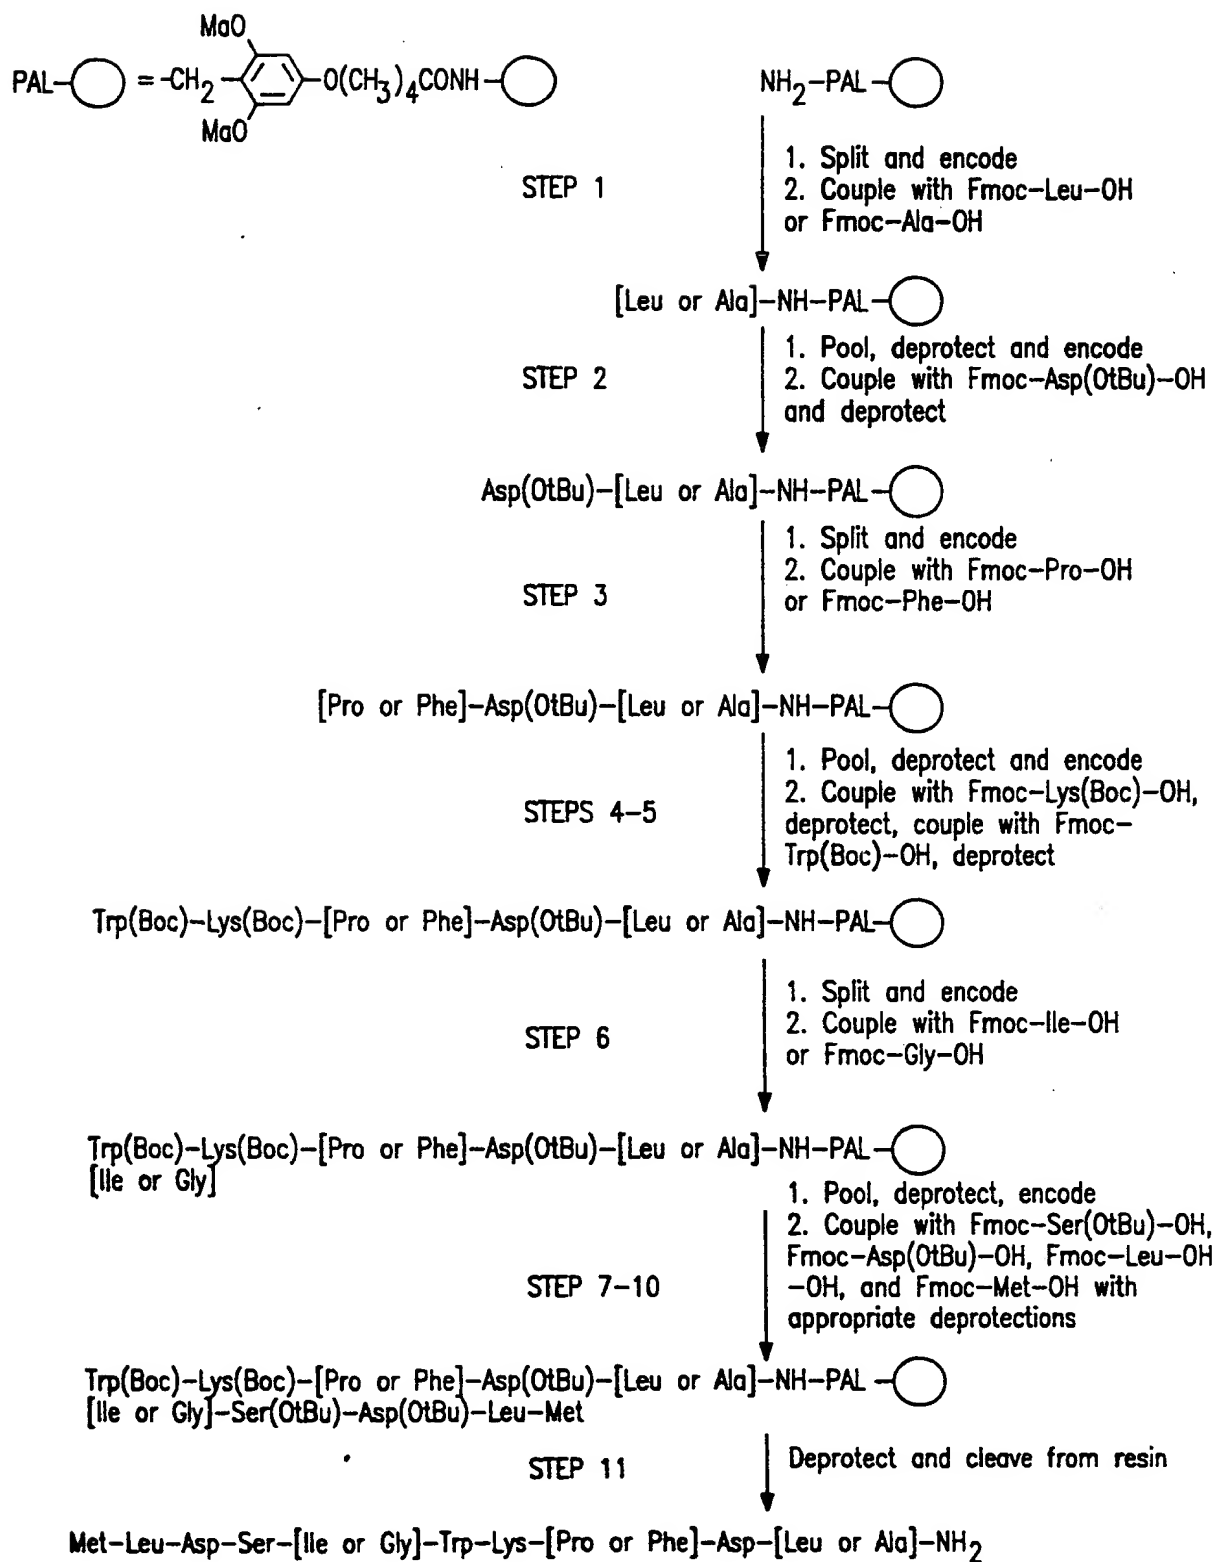 MaO
PAL- = -CH2- -O(CH3)4CONH-
MaO
NH2-PAL-
STEP 1
1. Split and encode
2. Couple with Fmoc-Leu-OH
or Fmoc-Ala-OH
[Leu or Ala]-NH-PAL-
STEP 2
1. Pool, deprotect and encode
2. Couple with Fmoc-Asp(OtBu)-OH
and deprotect
Asp(OtBu)-[Leu or Ala]-NH-PAL-
STEP 3
1. Split and encode
2. Couple with Fmoc-Pro-OH
or Fmoc-Phe-OH
[Pro or Phe]-Asp(OtBu)-[Leu or Ala]-NH-PAL-
STEPS 4-5
1. Pool, deprotect and encode
2. Couple with Fmoc-Lys(Boc)-OH,
deprotect, couple with Fmoc-
Trp(Boc)-OH, deprotect
Trp(Boc)-Lys(Boc)-[Pro or Phe]-Asp(OtBu)-[Leu or Ala]-NH-PAL-
STEP 6
1. Split and encode
2. Couple with Fmoc-Ile-OH
or Fmoc-Gly-OH
Trp(Boc)-Lys(Boc)-[Pro or Phe]-Asp(OtBu)-[Leu or Ala]-NH-PAL-
[Ile or Gly]
STEP 7-10
1. Pool, deprotect, encode
2. Couple with Fmoc-Ser(OtBu)-OH,
Fmoc-Asp(OtBu)-OH, Fmoc-Leu-OH
-OH, and Fmoc-Met-OH with
appropriate deprotections
Trp(Boc)-Lys(Boc)-[Pro or Phe]-Asp(OtBu)-[Leu or Ala]-NH-PAL-
[Ile or Gly]-Ser(OtBu)-Asp(OtBu)-Leu-Met
STEP 11
Deprotect and cleave from resin
Met-Leu-Asp-Ser-[Ile or Gly]-Trp-Lys-[Pro or Phe]-Asp-[Leu or Ala]-NH2